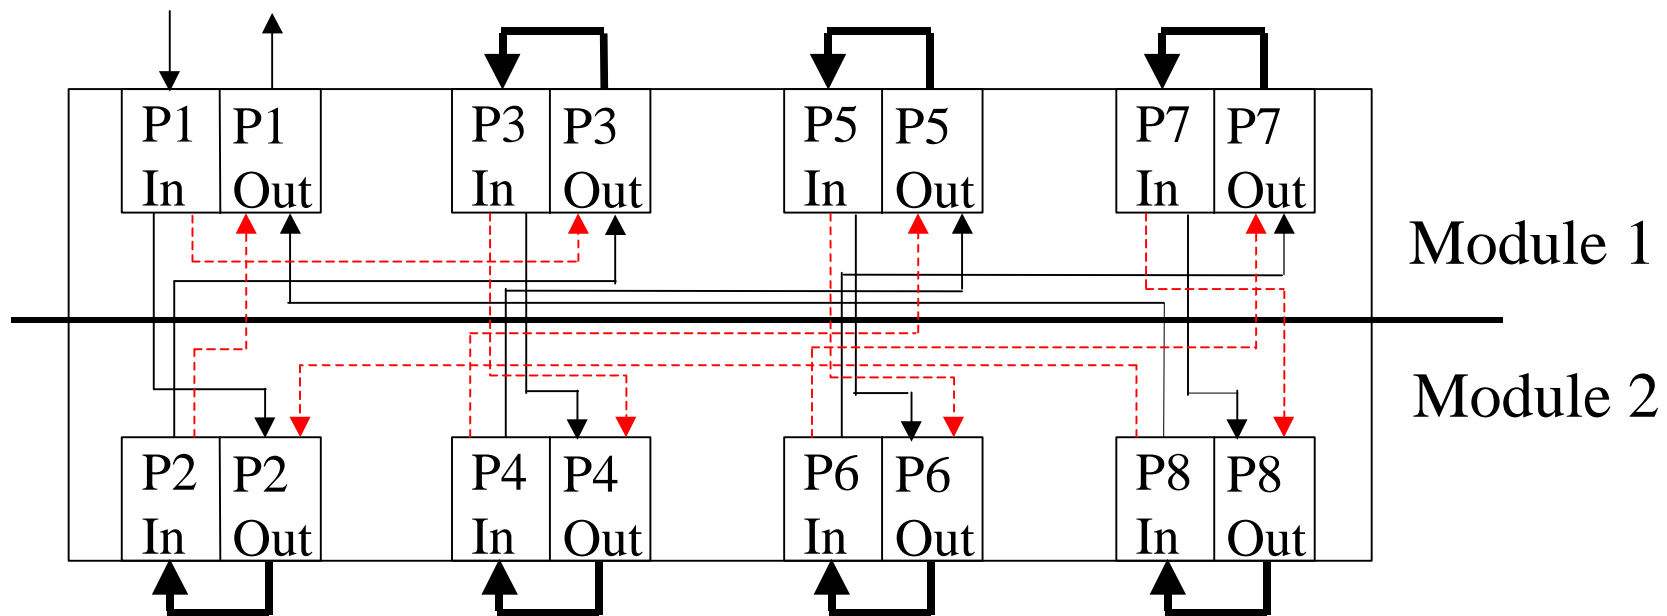 P1 P1 P3 P3 P5 P5 P7 P7
In Out In Out In Out In Out
Module 1
Module 2
P2 P2 P4 P4 P6 P6 P8 P8
In Out In Out In Out In Out